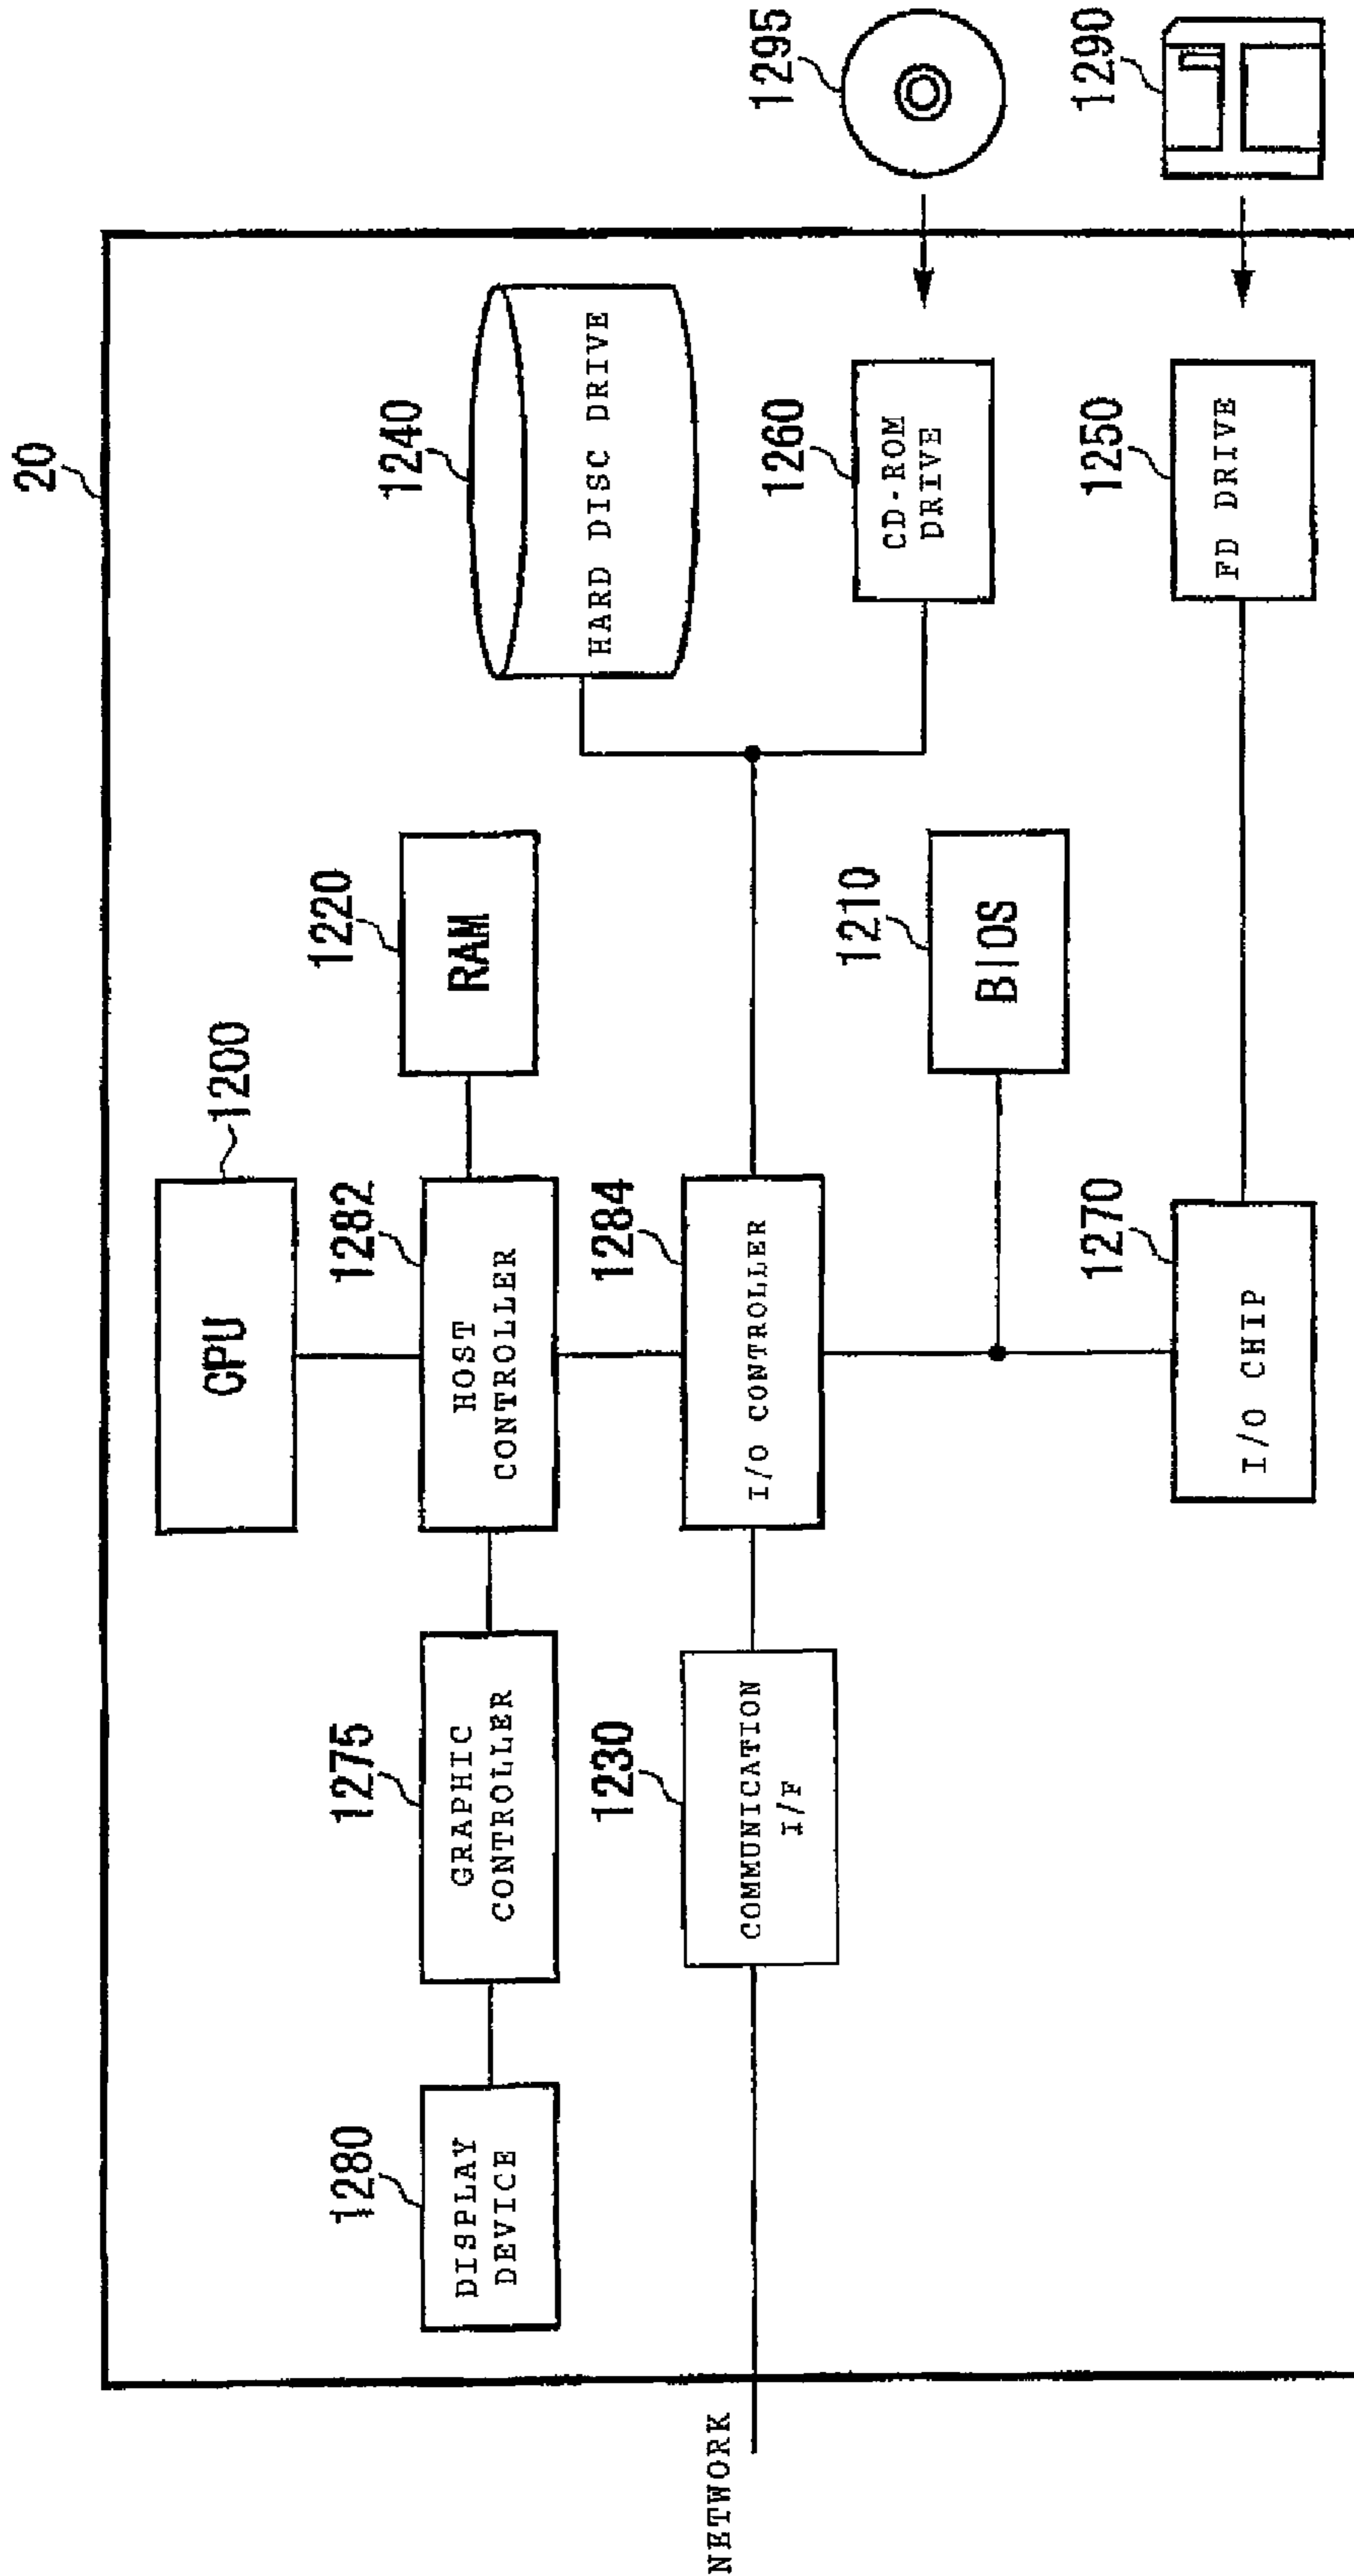 20
1200
CPU
1280
1275
1282
1220
1240
DISPLAY
DEVICE
GRAPHIC
CONTROLLER
HOST
CONTROLLER
RAM
HARD DISC DRIVE
1230
1284
NETWORK
COMMUNICATION
I/F
I/O CONTROLLER
1260
1295
CD-ROM
DRIVE
1210
BIOS
1270
1250
1290
I/O CHIP
FD DRIVE